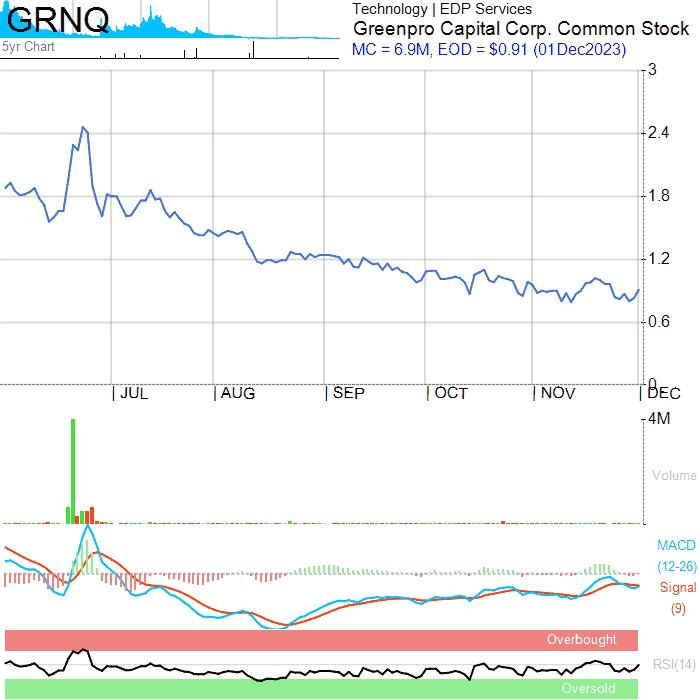 GRNQ
5yr Chart
Technology | EDP Services
Greenpro Capital Corp. Common Stock
MC = 6.9M, EOD = $0.91 (01Dec2023)
3
2.4
1.8
1.2
0.6
0
JUL AUG SEP OCT NOV DEC
4M
Volume
MACD
(12-26)
Signal
(9)
Overbought
RSI(14)
Oversold